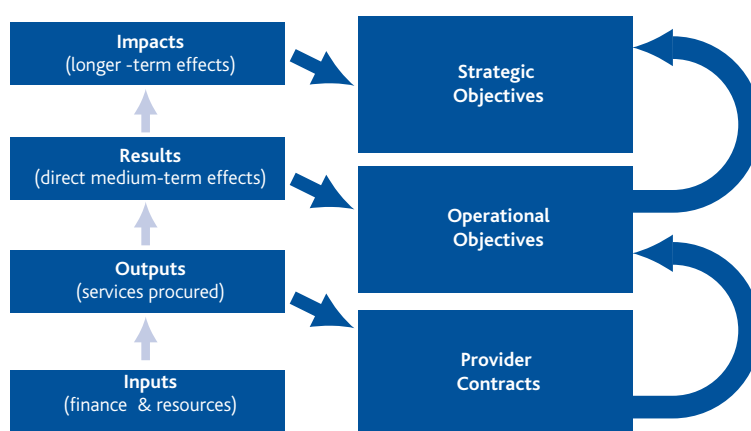 Impacts
(longer -term effects)
Results
(direct medium-term effects)
Outputs
(services procured)
Inputs
(finance & resources)
Strategic
Objectives
Operational
Objectives
Provider
Contracts